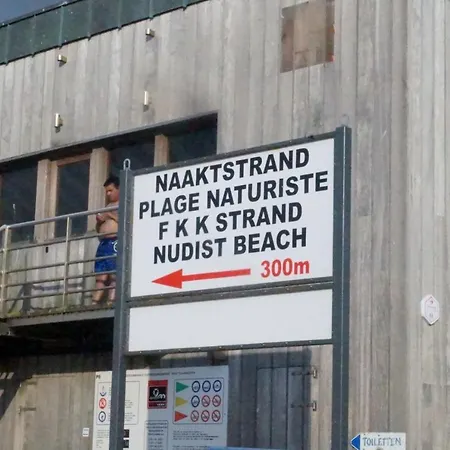 NAAKTSTRAND
PLAGE NATURISTE
F K K STRAND
NUDIST BEACH
300m
TOILETTEN